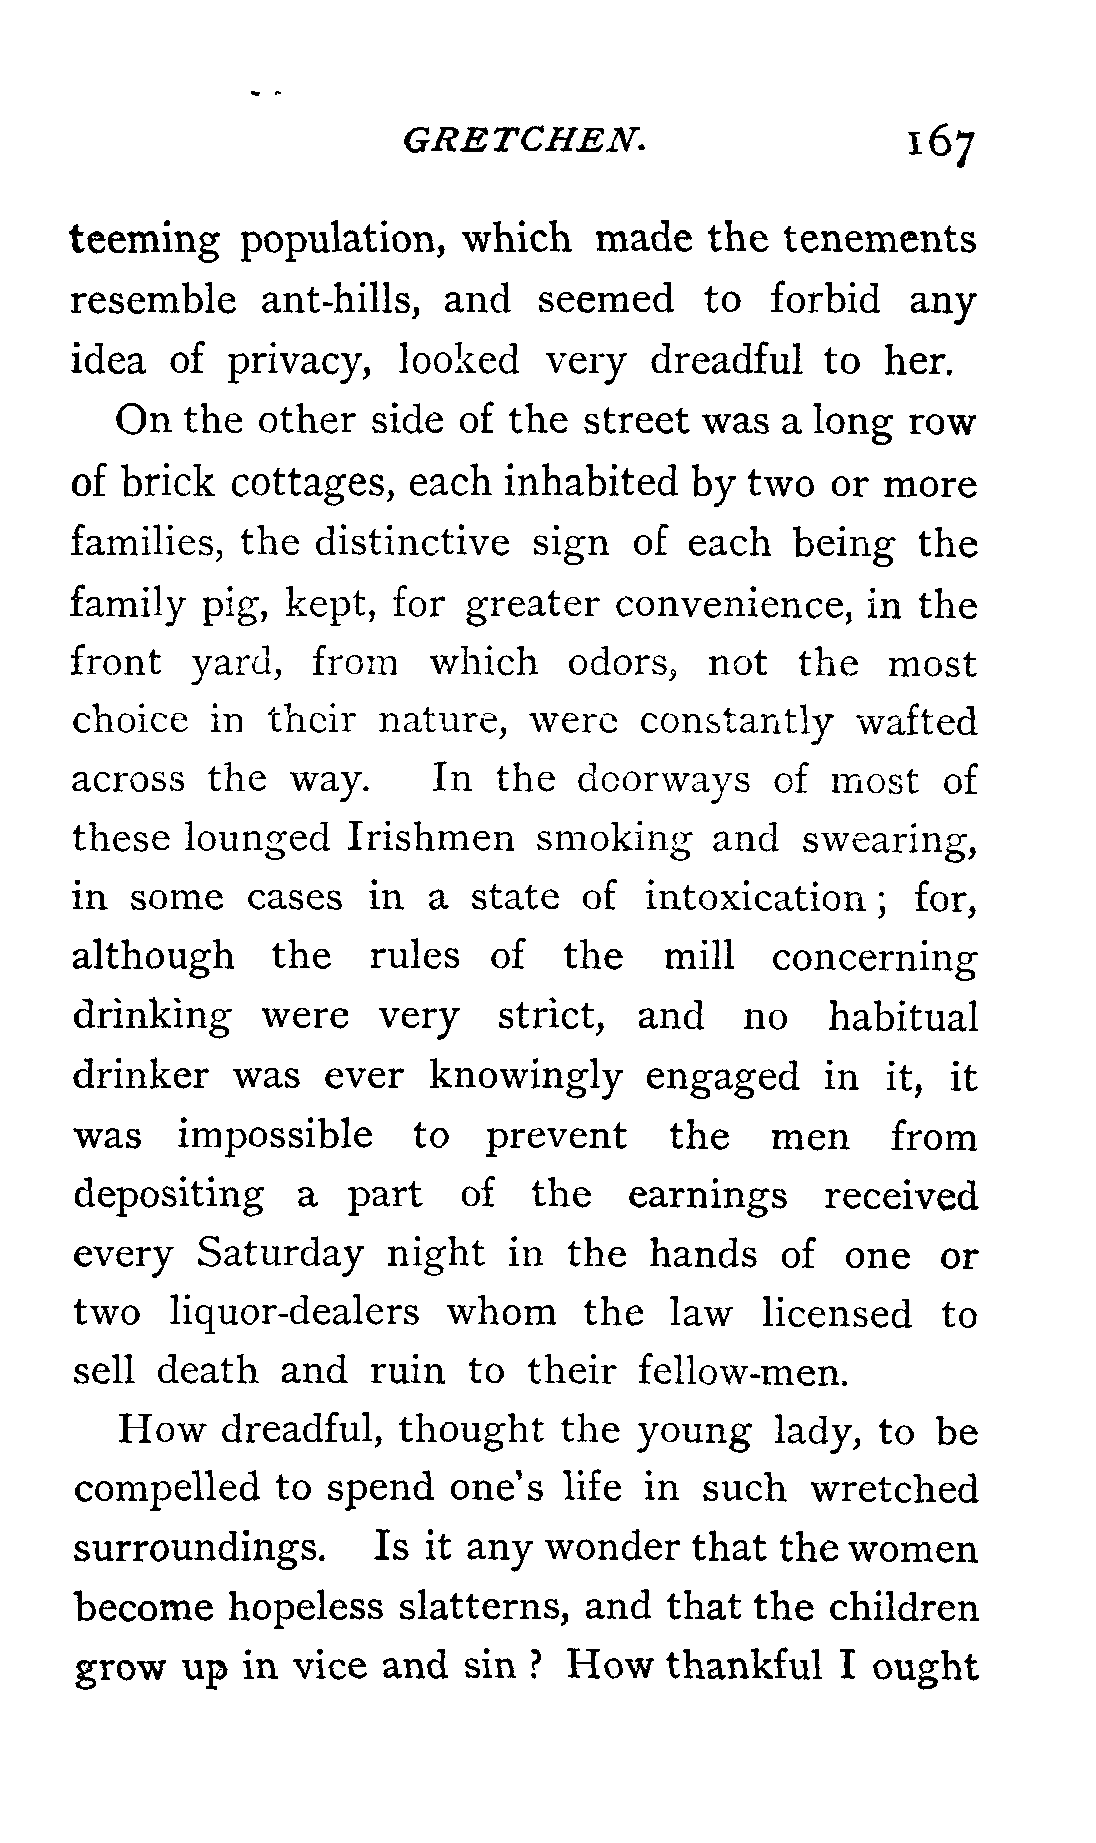 GRETCHEN. 167
teeming population, which made the tenements
resemble ant-hills, and seemed to forbid any
idea of privacy, looked very dreadful to her.
On the other side of the street was a long row
of brick cottages, each inhabited by two or more
families, the distinctive sign of each being the
family pig, kept, for greater convenience, in the
front yard, from which odors, not the most
choice in their nature, were constantly wafted
across the way. In the doorways of most of
these lounged Irishmen smoking and swearing,
in some cases in a state of intoxication ; for,
although the rules of the mill concerning
drinking were very strict, and no habitual
drinker was ever knowingly engaged in it, it
was impossible to prevent the men from
depositing a part of the earnings received
every Saturday night in the hands of one or
two liquor-dealers whom the law licensed to
sell death and ruin to their fellow-men.
How dreadful, thought the young lady, to be
compelled to spend one's life in such wretched
surroundings. Is it any wonder that the women
become hopeless slatterns, and that the children
grow up in vice and sin ? How thankful I ought